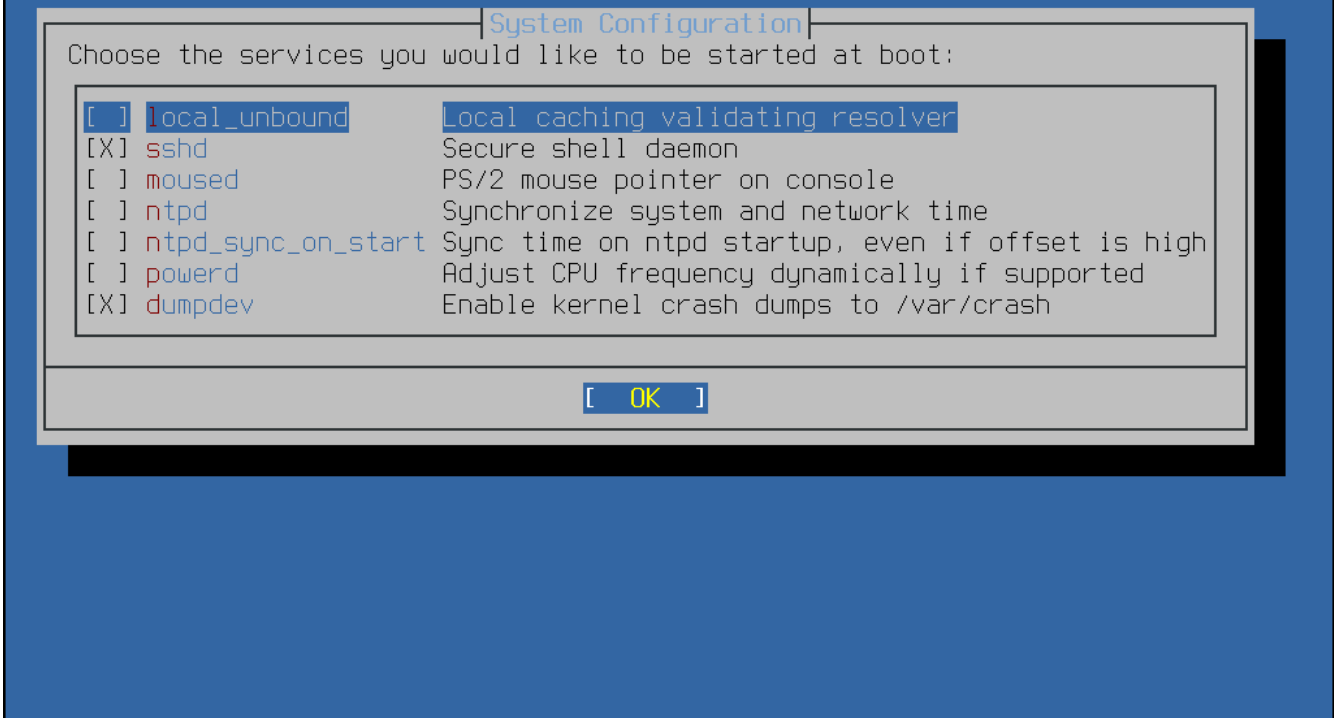 System Configuration
Choose the services you would like to be started at boot:
[ ] local_unbound Local caching validating resolver
[X] sshd Secure shell daemon
[ ] moused PS/2 mouse pointer on console
[ ] ntpd Synchronize system and network time
[ ] ntpd_sync_on_start Sync time on ntpd startup, even if offset is high
[ ] powerd Adjust CPU frequency dynamically if supported
[X] dumpdev Enable kernel crash dumps to /var/crash
[ OK ]